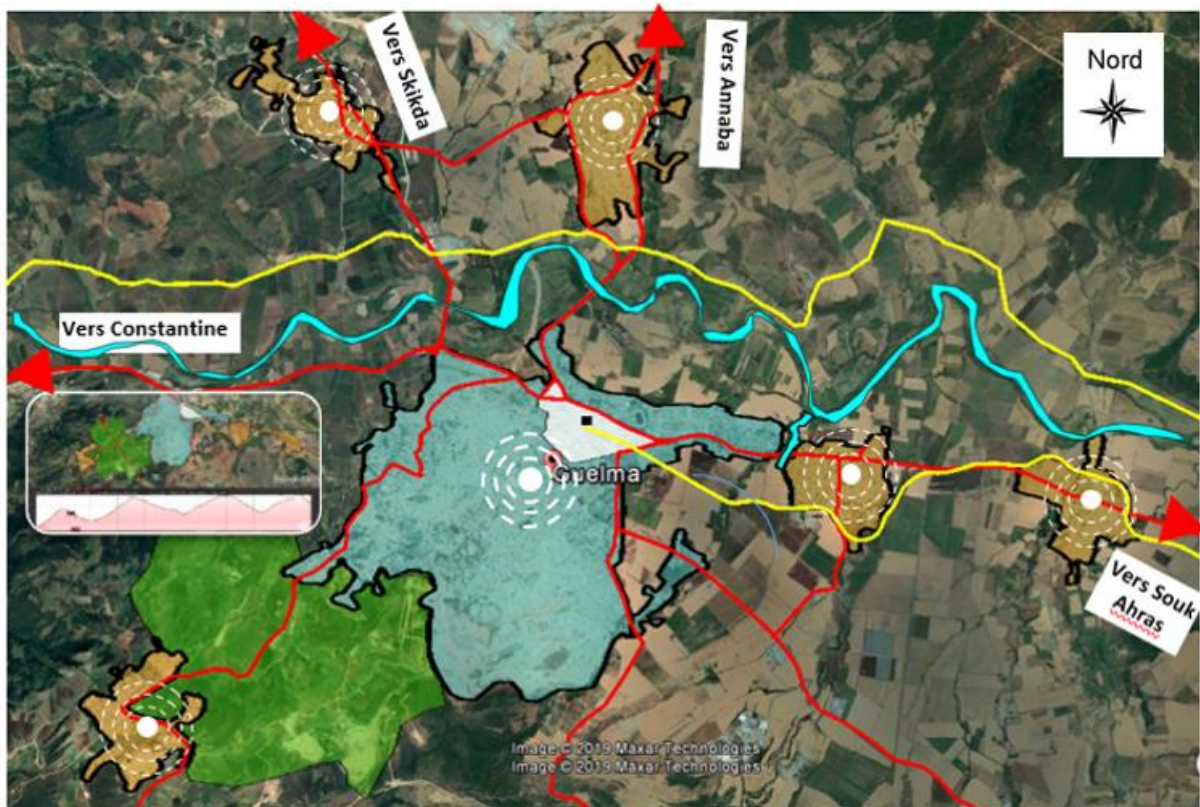 Vers Skikda
Vers Annaba
Nord
Vers Constantine
Guelma
Vers Souk
Ahras
Image © 2019 Maxar Technologies
Image © 2019 Maxar Technologies